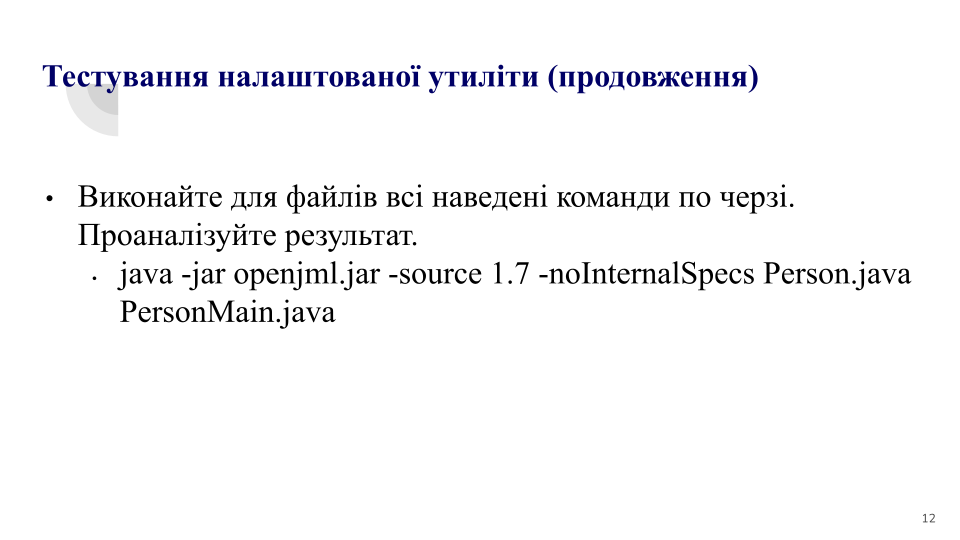 Тестування налаштованої утиліти (продовження)
• Виконайте для файлів всі наведені команди по черзі.
Проаналізуйте результат.
• java -jar openjml.jar -source 1.7 -noInternalSpecs Person.java
PersonMain.java
12